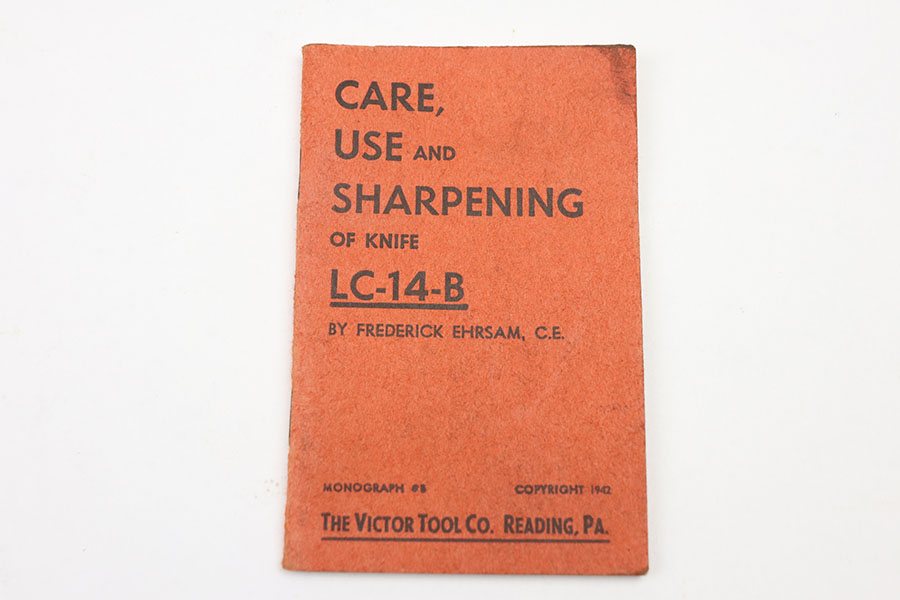 CARE,
USE AND
SHARPENING
OF KNIFE
LC-14-B
BY FREDERICK EHRSAM, C.E.
MONOGRAPH #B COPYRIGHT 1942
THE VICTOR TOOL CO. READING, PA.